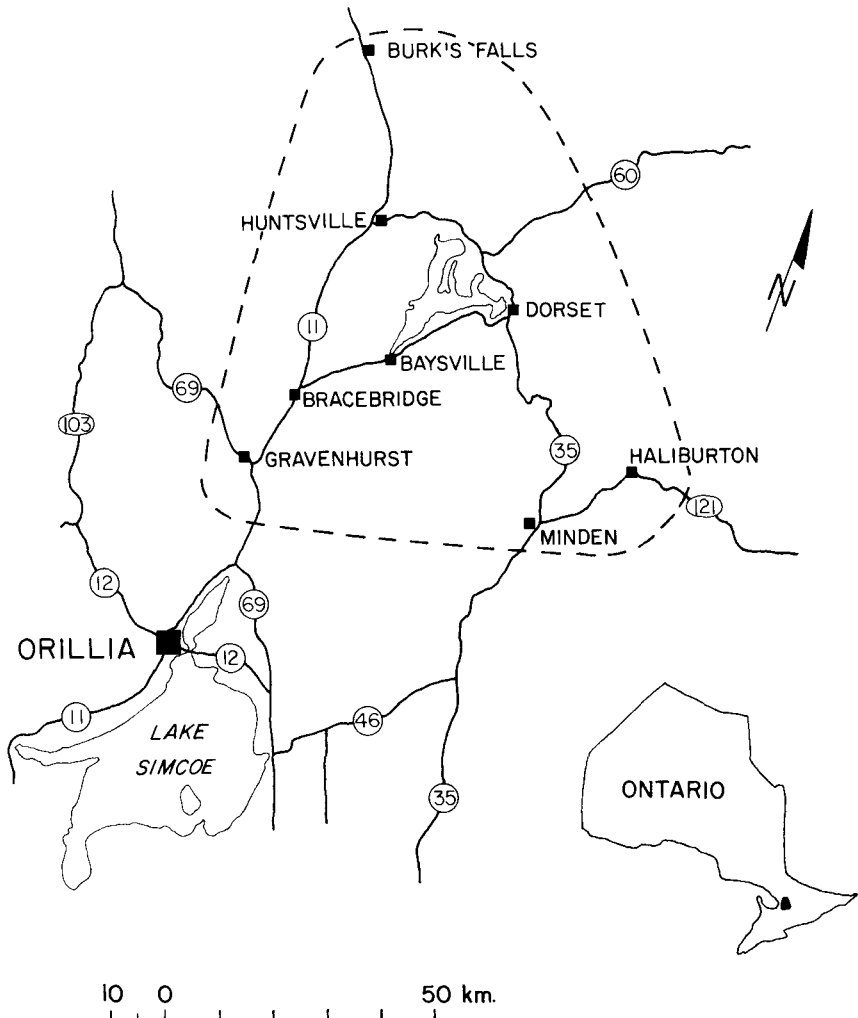 BURK'S FALLS
60
HUNTSVILLE
N
DORSET
11
BAYSVILLE
69
BRACEBRIDGE
103
GRAVENHURST
35
HALIBURTON
121
MINDEN
12
69
ORILLIA
12
11
46
LAKE
SIMCOE
ONTARIO
35
10 0 50 km.